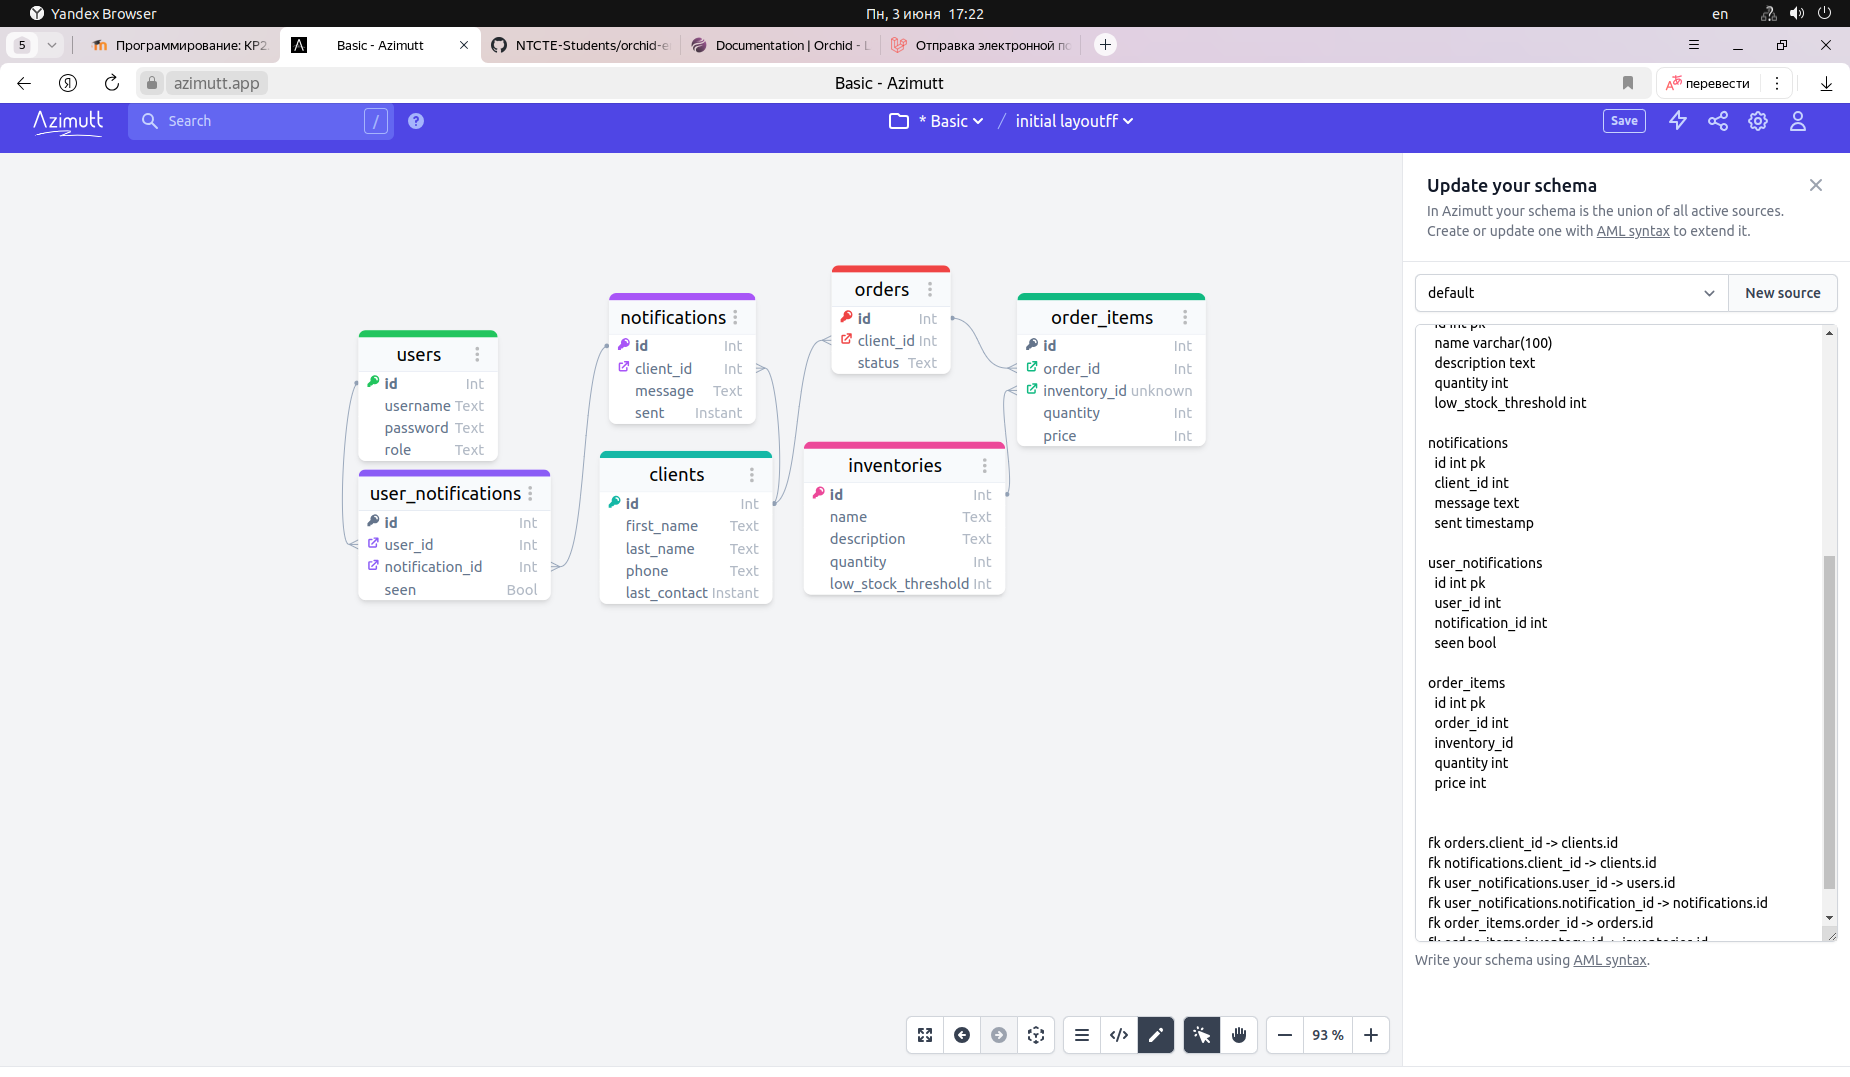 Yandex Browser
Пн, 3 июня 17:22
en
5
Программирование: КР2
Basic - Azimutt
NTCTE-Students/orchid-e
Documentation | Orchid - L
Отправка электронной по
Я
azimutt.app
Basic - Azimutt
перевести
Azimutt
Search
/
?
* Basic
/
initial layoutff
Save
users
id Int
username Text
password Text
role Text
user_notifications
id Int
user_id Int
notification_id Int
seen Bool
notifications
id Int
client_id Int
message Text
sent Instant
clients
id Int
first_name Text
last_name Text
phone Text
last_contact Instant
orders
id Int
client_id Int
status Text
inventories
id Int
name Text
description Text
quantity Int
low_stock_threshold Int
order_items
id Int
order_id Int
inventory_id unknown
quantity Int
price Int
Update your schema
In Azimutt your schema is the union of all active sources.
Create or update one with AML syntax to extend it.
default
New source
id int pk
name varchar(100)
description text
quantity int
low_stock_threshold int
notifications
id int pk
client_id int
message text
sent timestamp
user_notifications
id int pk
user_id int
notification_id int
seen bool
order_items
id int pk
order_id int
inventory_id
quantity int
price int
fk orders.client_id -> clients.id
fk notifications.client_id -> clients.id
fk user_notifications.user_id -> users.id
fk user_notifications.notification_id -> notifications.id
fk order_items.order_id -> orders.id
fk order_items.inventory_id -> inventories.id
Write your schema using AML syntax.
93 %